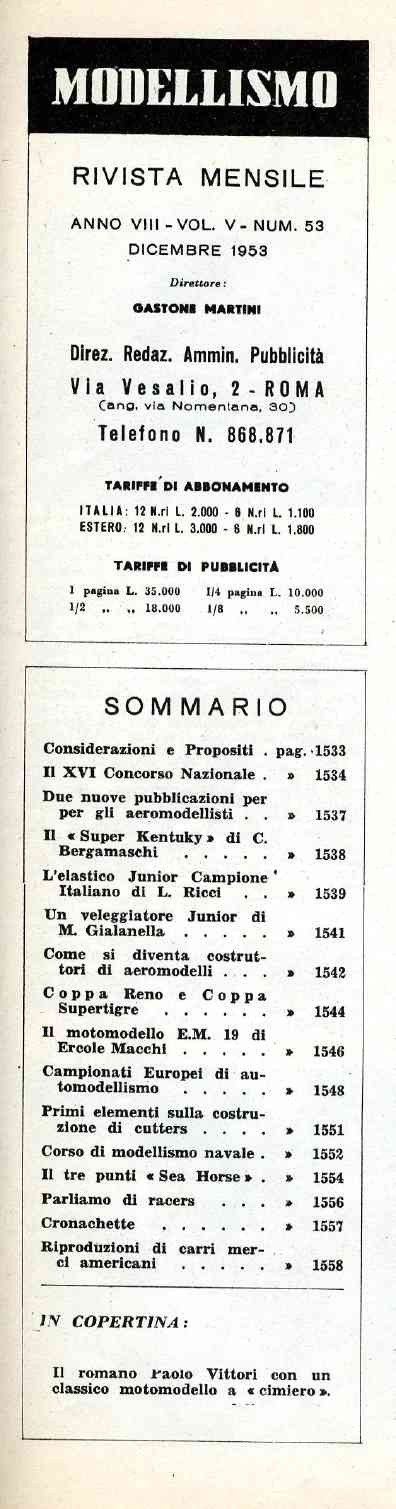 MODELLISMO
RIVISTA MENSILE
ANNO VIII - VOL. V - NUM. 53
DICEMBRE 1953
Direttore:
GASTONE MARTINI
Direz. Redaz. Ammin. Pubblicità
Via Vesalio, 2 - ROMA
(ang. via Nomentana, 30)
Telefono N. 868.871
TARIFFE DI ABBONAMENTO
ITALIA: 12 N.ri L. 2.000 - 6 N.ri L. 1.100
ESTERO: 12 N.ri L. 3.000 - 6 N.ri L. 1.800
TARIFFE DI PUBBLICITÀ
1 pagina L. 35.000 1/4 pagina L. 10.000
1/2 „ „ 18.000 1/8 „ „ 5.500
SOMMARIO
Considerazioni e Propositi . pag. 1533
Il XVI Concorso Nazionale . » 1534
Due nuove pubblicazioni per
per gli aeromodellisti . . » 1537
Il « Super Kentuky » di C.
Bergamaschi . . . . . » 1538
L'elastico Junior Campione
Italiano di L. Ricci . . » 1539
Un veleggiatore Junior di
M. Gialanella . . . . . » 1541
Come si diventa costrut-
tori di aeromodelli . . . » 1542
Coppa Reno e Coppa
Supertigre . . . . . . » 1544
Il motomodello E.M. 19 di
Ercole Macchi . . . . . » 1546
Campionati Europei di au-
tomodellismo . . . . . » 1548
Primi elementi sulla costru-
zione di cutters . . . . » 1551
Corso di modellismo navale . » 1552
Il tre punti « Sea Horse » . » 1554
Parliamo di racers . . . » 1556
Cronachette . . . . . . » 1557
Riproduzioni di carri mer-
ci americani . . . . . » 1558
IN COPERTINA:
Il romano Paolo Vittori con un
classico motomodello a « cimiero ».